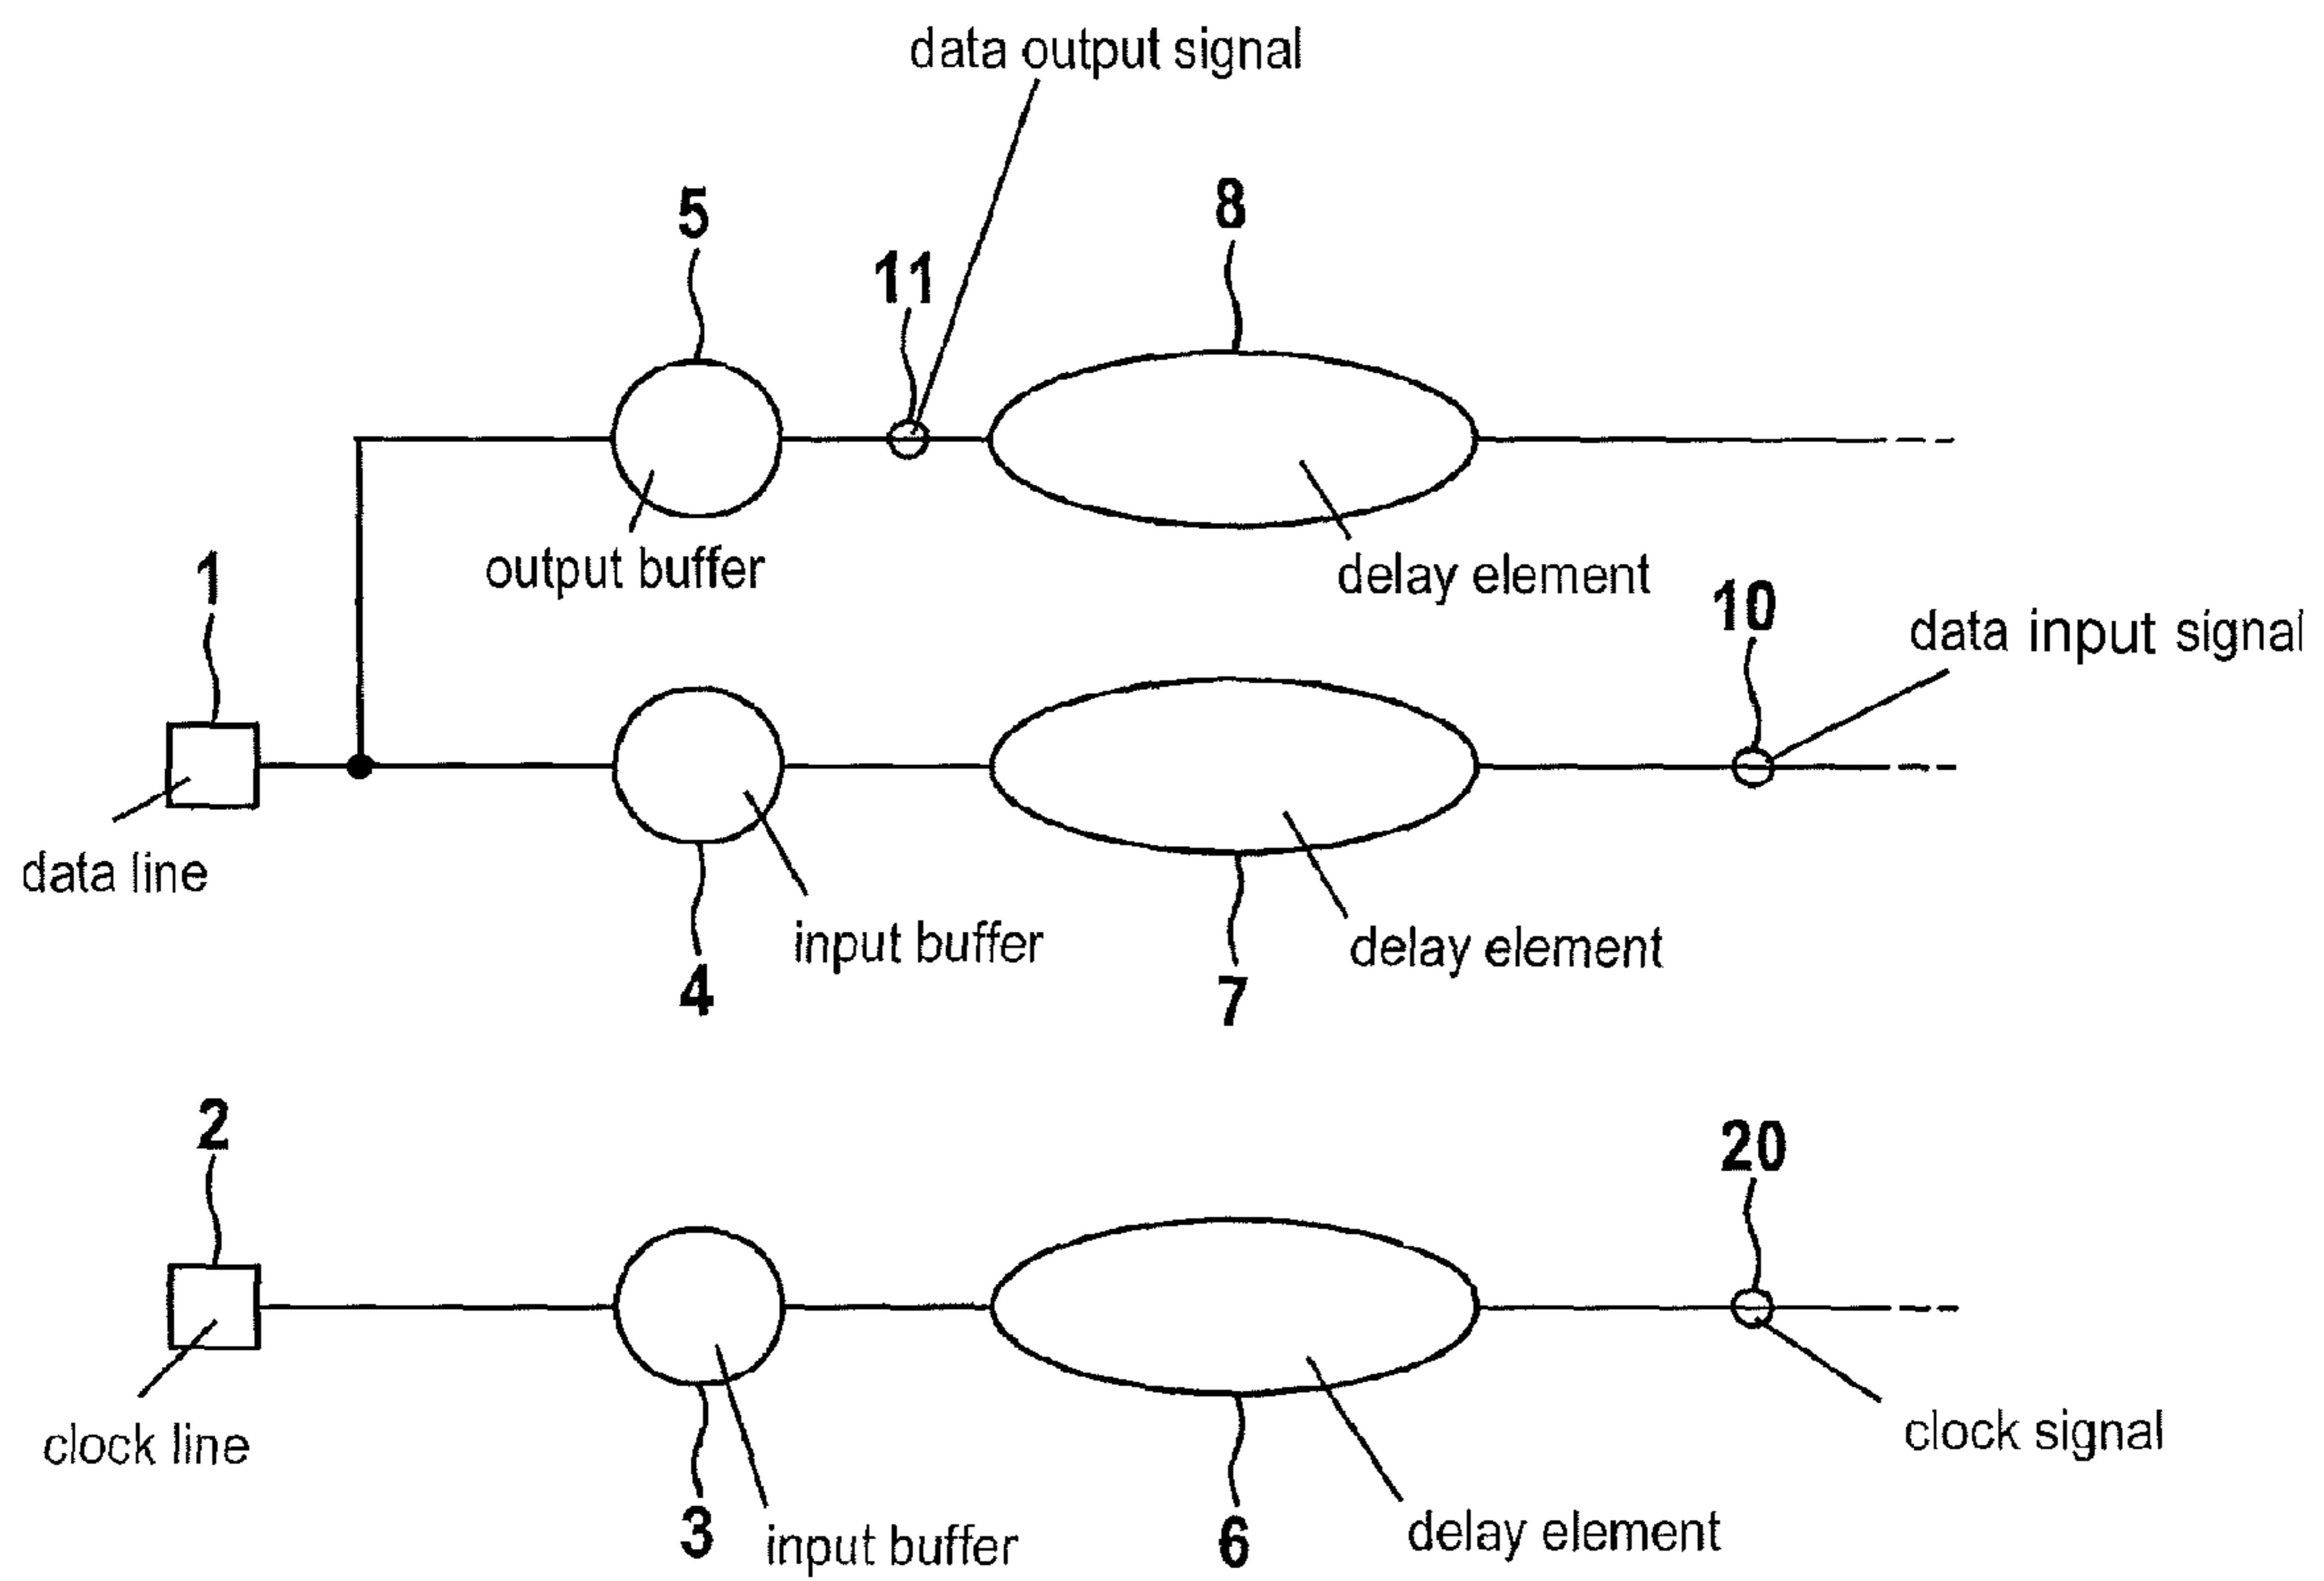 data output signal
5
8
11
output buffer
delay element
1
10
data input signal
data line
input buffer
delay element
4
7
2
20
clock line
clock signal
3
input buffer
6
delay element